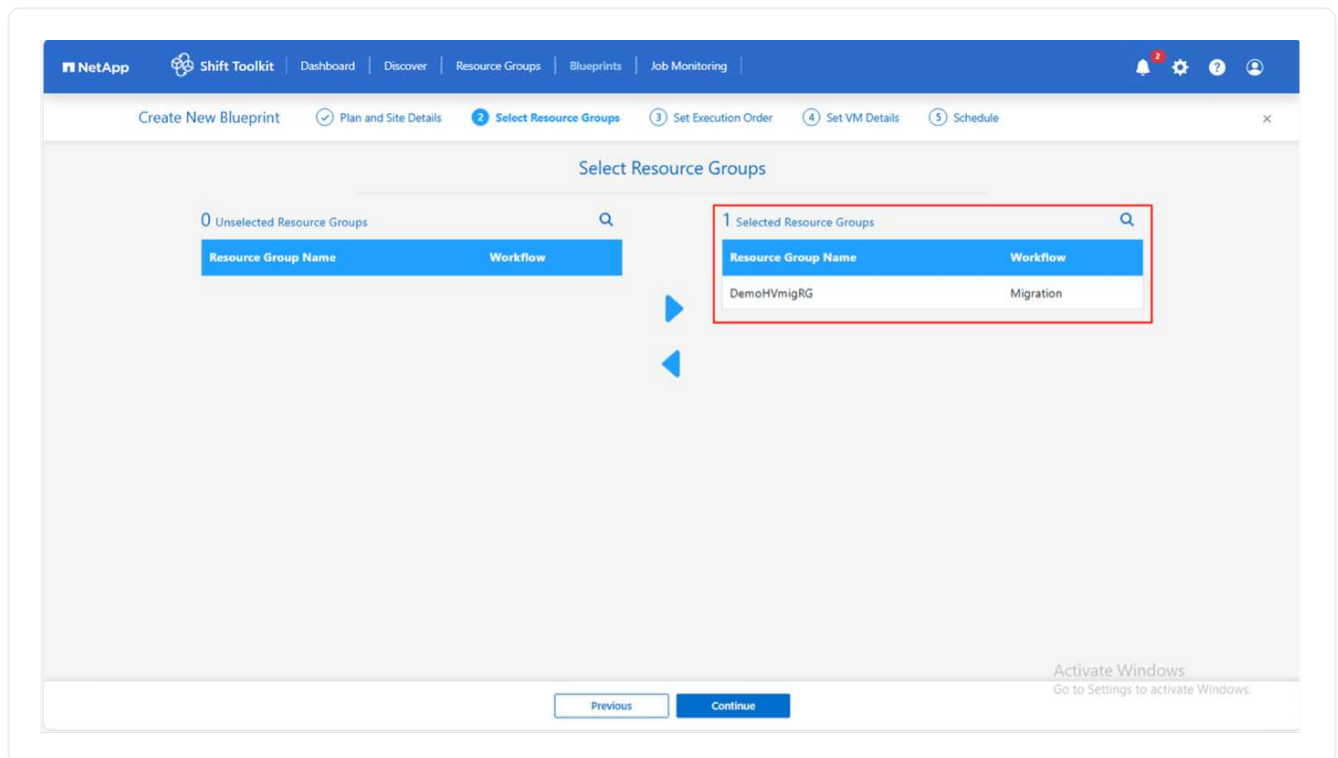 NetApp Shift Toolkit Dashboard Discover Resource Groups Blueprints Job Monitoring 2 ?
Create New Blueprint Plan and Site Details 2 Select Resource Groups 3 Set Execution Order 4 Set VM Details 5 Schedule ×
Select Resource Groups
0 Unselected Resource Groups
Resource Group Name Workflow
1 Selected Resource Groups
Resource Group Name Workflow
DemoHVmigRG Migration
Activate Windows
Go to Settings to activate Windows.
Previous Continue